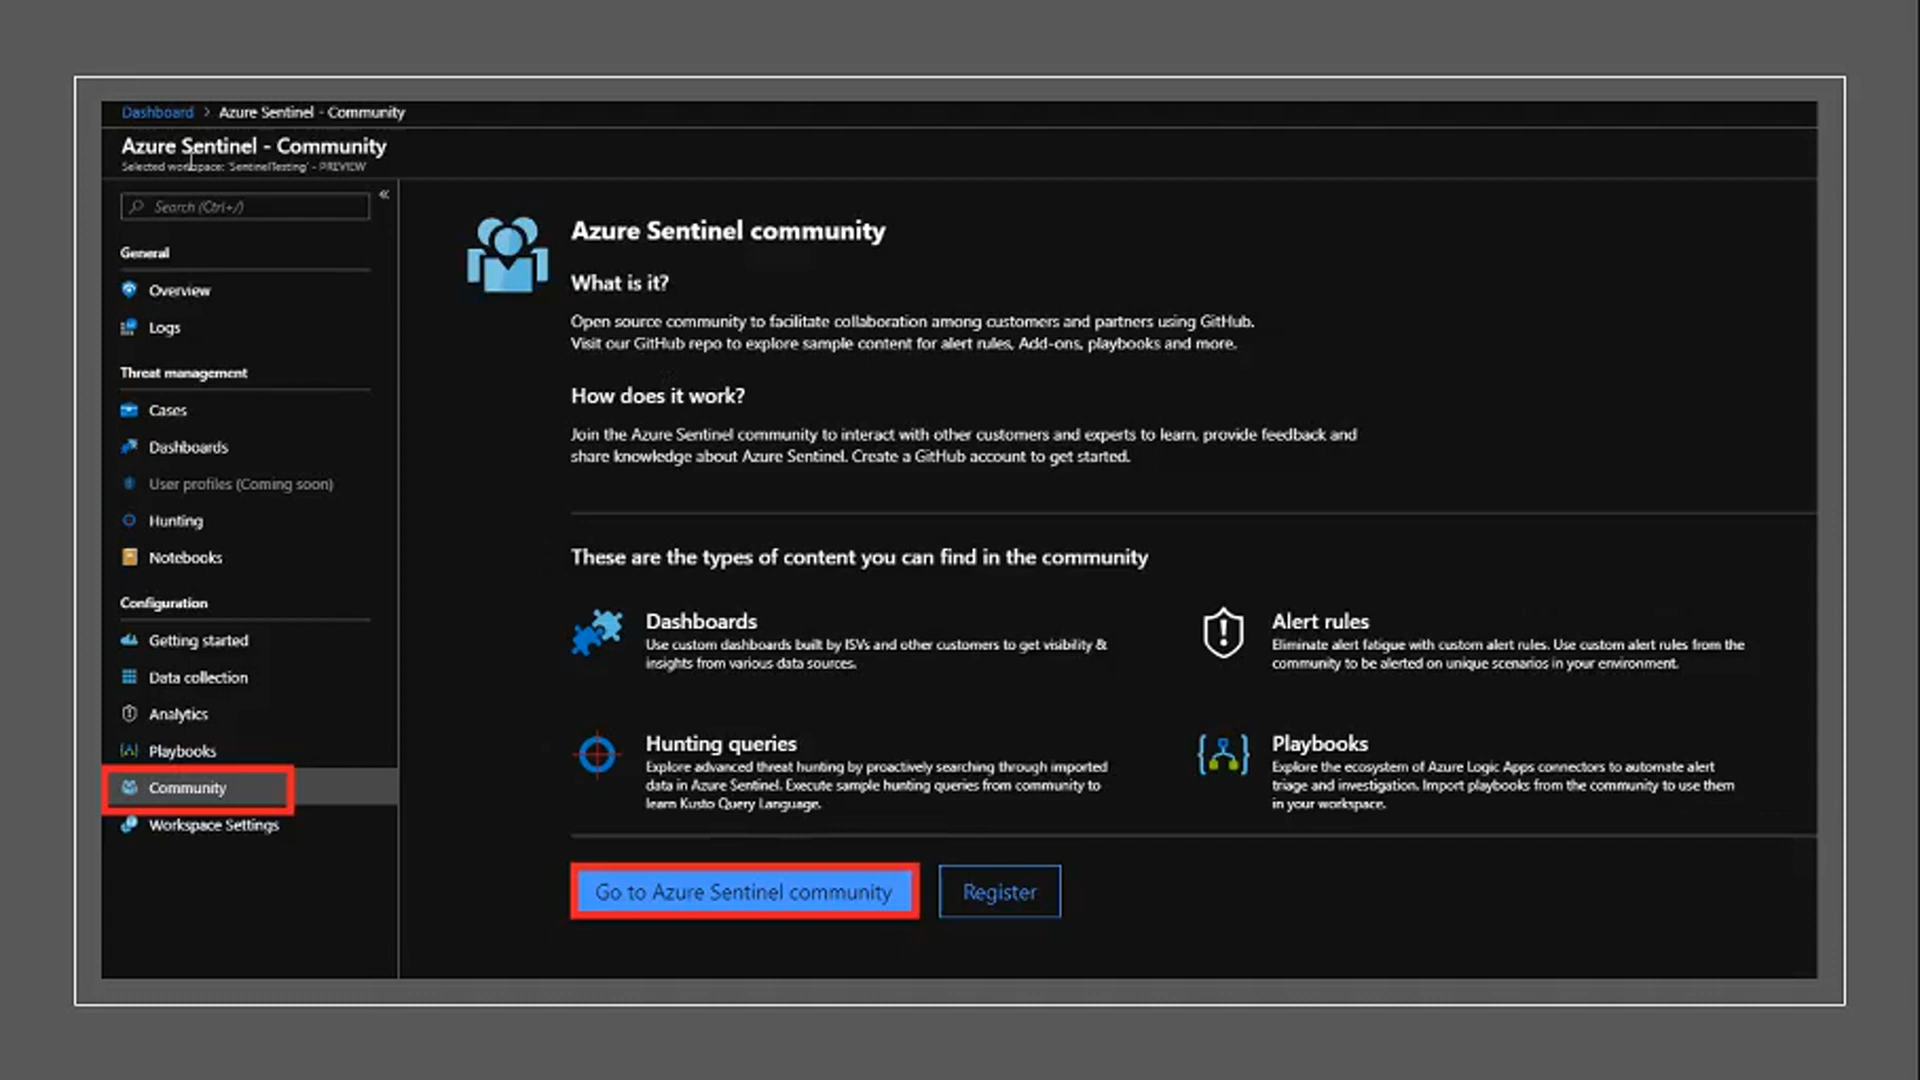 Dashboard > Azure Sentinel - Community
Azure Sentinel - Community
Selected workspace: 'SentinelTesting' - PREVIEW
Search (Ctrl+/)
«
General
Overview
Logs
Threat management
Cases
Dashboards
User profiles (Coming soon)
Hunting
Notebooks
Configuration
Getting started
Data collection
Analytics
Playbooks
Community
Workspace Settings
Azure Sentinel community
What is it?
Open source community to facilitate collaboration among customers and partners using GitHub.
Visit our GitHub repo to explore sample content for alert rules, Add-ons, playbooks and more.
How does it work?
Join the Azure Sentinel community to interact with other customers and experts to learn, provide feedback and
share knowledge about Azure Sentinel. Create a GitHub account to get started.
These are the types of content you can find in the community
Dashboards
Use custom dashboards built by ISVs and other customers to get visibility &
insights from various data sources.
Alert rules
Eliminate alert fatigue with custom alert rules. Use custom alert rules from the
community to be alerted on unique scenarios in your environment.
Hunting queries
Explore advanced threat hunting by proactively searching through imported
data in Azure Sentinel. Execute sample hunting queries from community to
learn Kusto Query Language.
Playbooks
Explore the ecosystem of Azure Logic Apps connectors to automate alert
triage and investigation. Import playbooks from the community to use them
in your workspace.
Go to Azure Sentinel community
Register